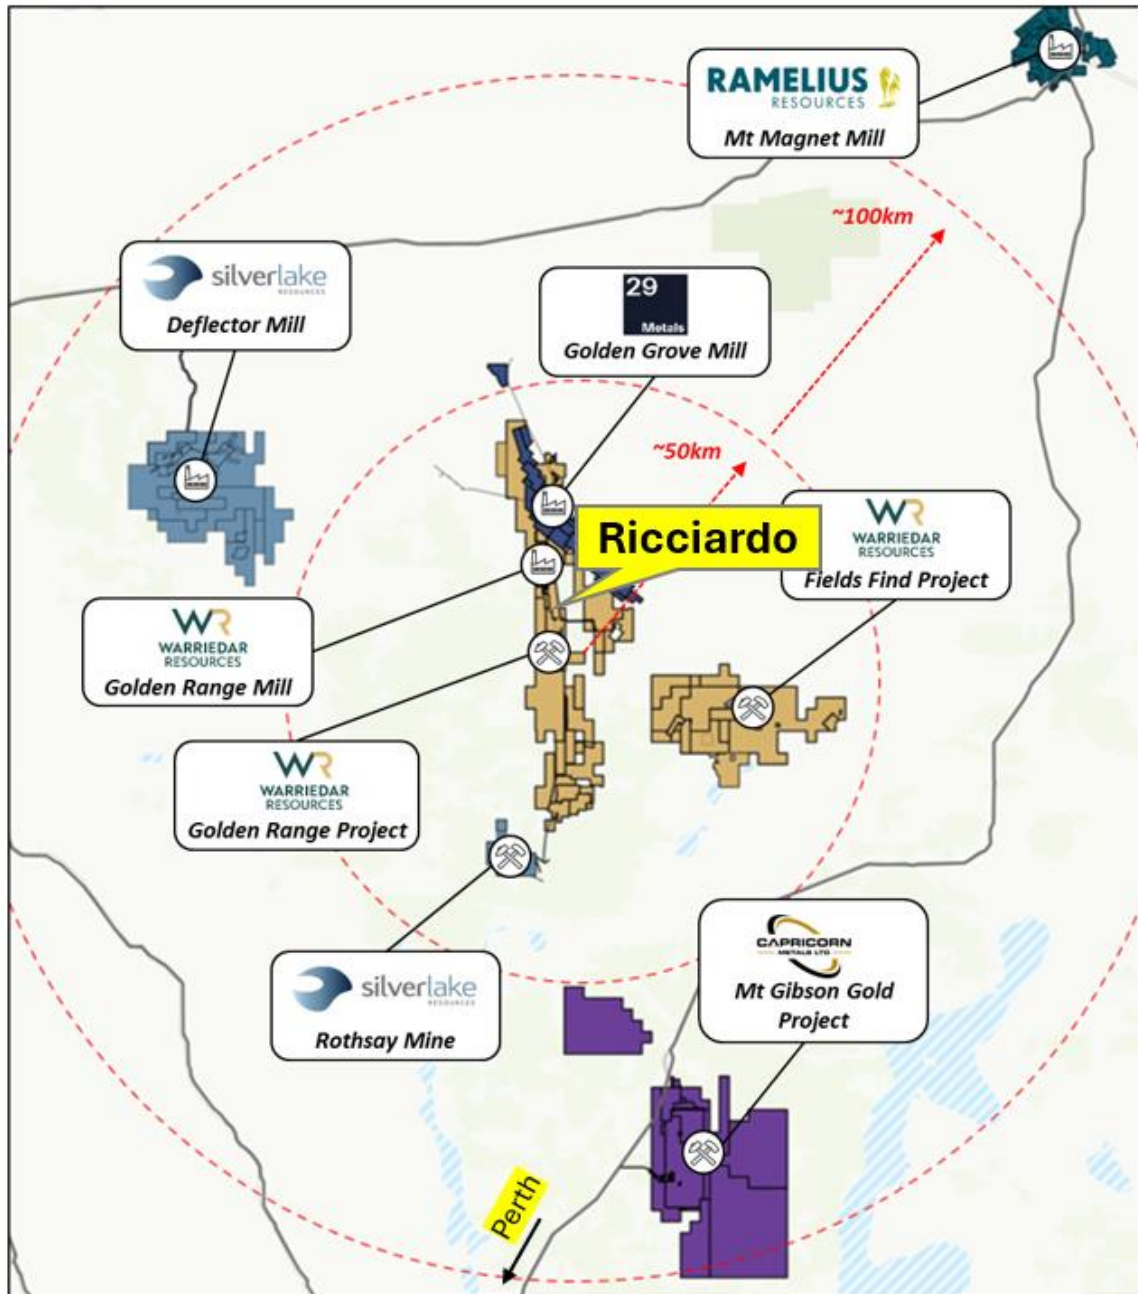 RAMELIUS
RESOURCES
Mt Magnet Mill
~100km
silverlake
RESOURCES
Deflector Mill
29
Metals
Golden Grove Mill
~50km
Ricciardo
WR
WARRIEDAR
RESOURCES
Fields Find Project
WR
WARRIEDAR
RESOURCES
Golden Range Mill
WR
WARRIEDAR
RESOURCES
Golden Range Project
silverlake
RESOURCES
Rothsay Mine
CAPRICORN
METALS LTD
Mt Gibson Gold
Project
Perth